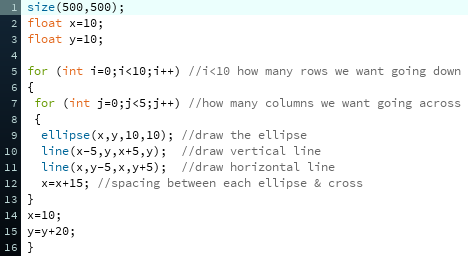 1 size(500,500);
2 float x=10;
3 float y=10;
4
5 for (int i=0;i<10;i++) //i<10 how many rows we want going down
6 {
7  for (int j=0;j<5;j++) //how many columns we want going across
8  {
9   ellipse(x,y,10,10); //draw the ellipse
10   line(x-5,y,x+5,y);  //draw vertical line
11   line(x,y-5,x,y+5); //draw horizontal line
12   x=x+15; //spacing between each ellipse & cross
13 }
14 x=10;
15 y=y+20;
16 }